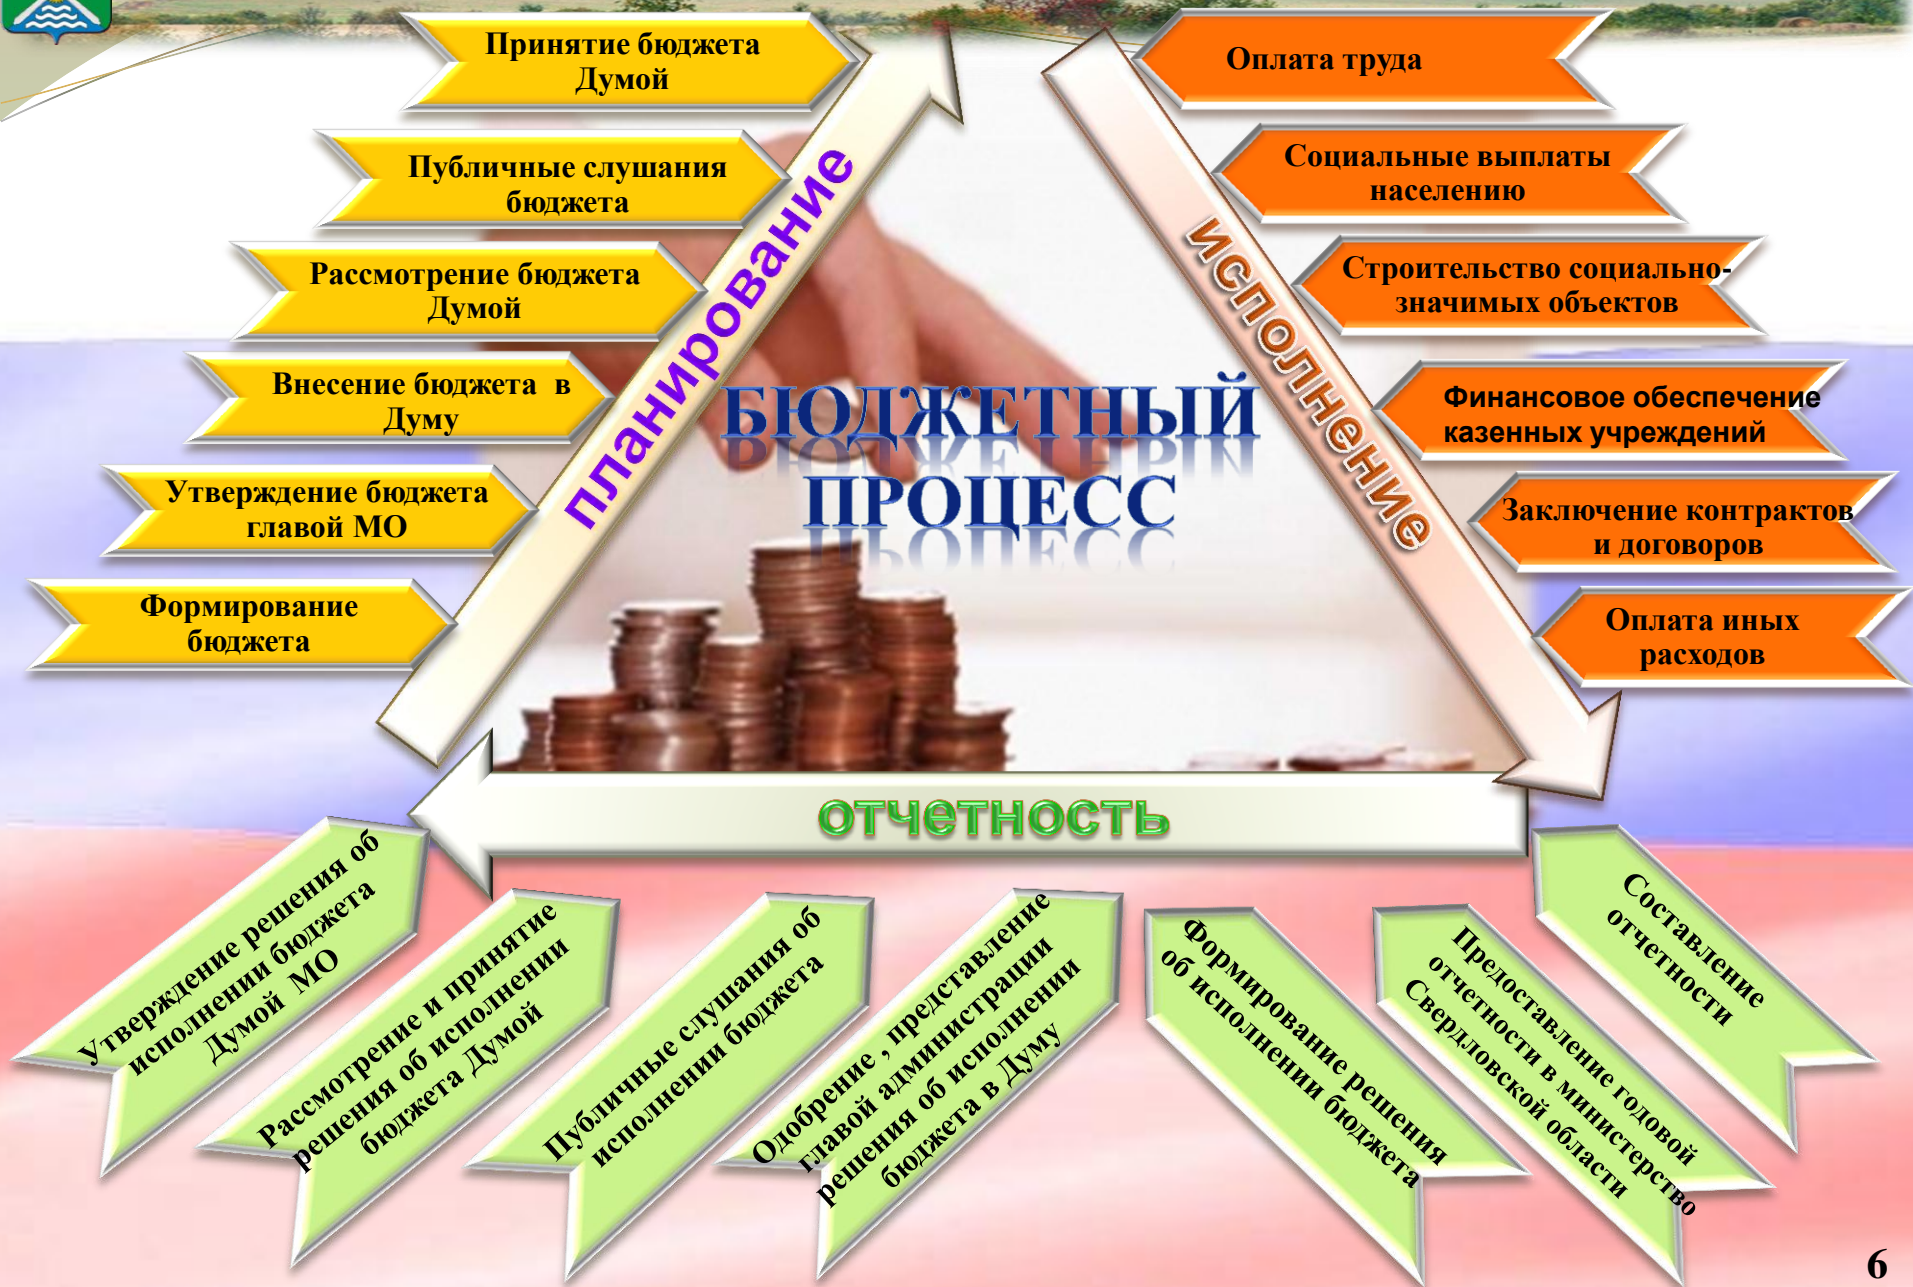 Принятие бюджета
Думой
Публичные слушания
бюджета
Рассмотрение бюджета
Думой
Внесение бюджета в
Думу
Утверждение бюджета
главой МО
Формирование
бюджета
планирование
БЮДЖЕТНЫЙ
ПРОЦЕСС
исполнение
Оплата труда
Социальные выплаты
населению
Строительство социально-
значимых объектов
Финансовое обеспечение
казенных учреждений
Заключение контрактов
и договоров
Оплата иных
расходов
отчетность
Утверждение решения об
исполнении бюджета
Думой МО
Рассмотрение и принятие
решения об исполнении
бюджета Думой
Публичные слушания об
исполнении бюджета
Одобрение , представление
главой администрации
решения об исполнении
бюджета в Думу
Формирование решения
об исполнении бюджета
Предоставление годовой
отчетности в министерство
Свердловской области
Составление
отчетности
6